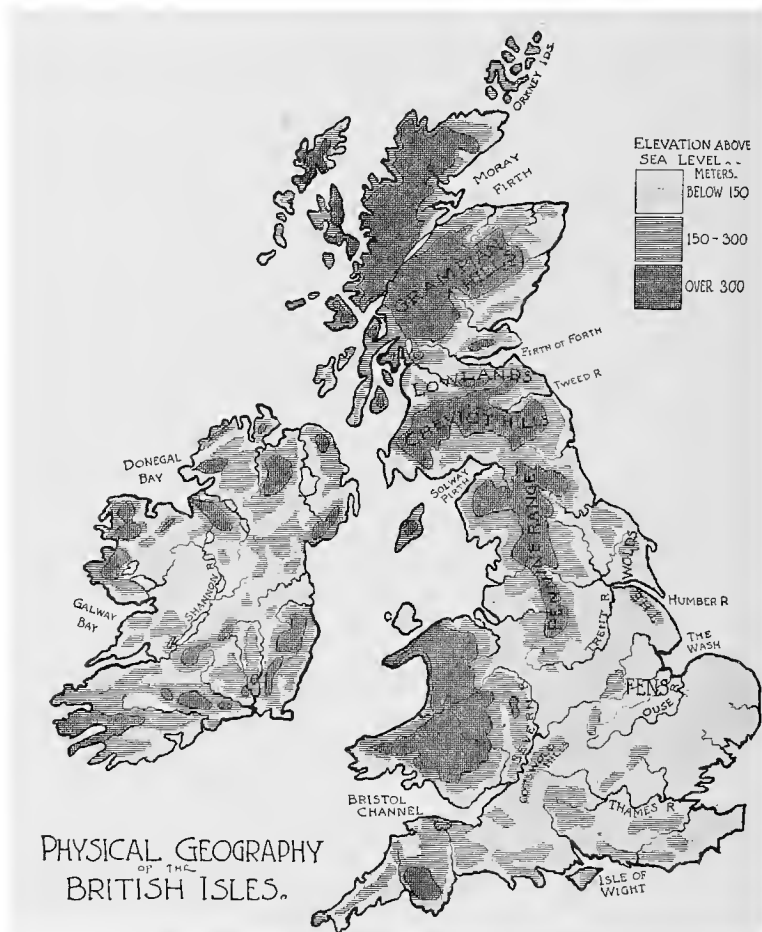 ORKNEY IDS.
ELEVATION ABOVE
SEA LEVEL..
METERS.
BELOW 150
150-300
OVER 300
MORAY
FIRTH
GRAMPIAN
HILLS
FIRTH OF FORTH
LOWLANDS
TWEED R
CHEVIOT HILLS
DONEGAL
BAY
SOLWAY
FIRTH
PENNINE RANGE
WOLDS
SHANNON R
GALWAY
BAY
TRENT R
HUMBER R
THE
WASH
FENS
OUSE R
SEVERN R
COTSWOLD
HILLS
BRISTOL
CHANNEL
THAMES R
ISLE OF
WIGHT
PHYSICAL GEOGRAPHY
OF THE
BRITISH ISLES.